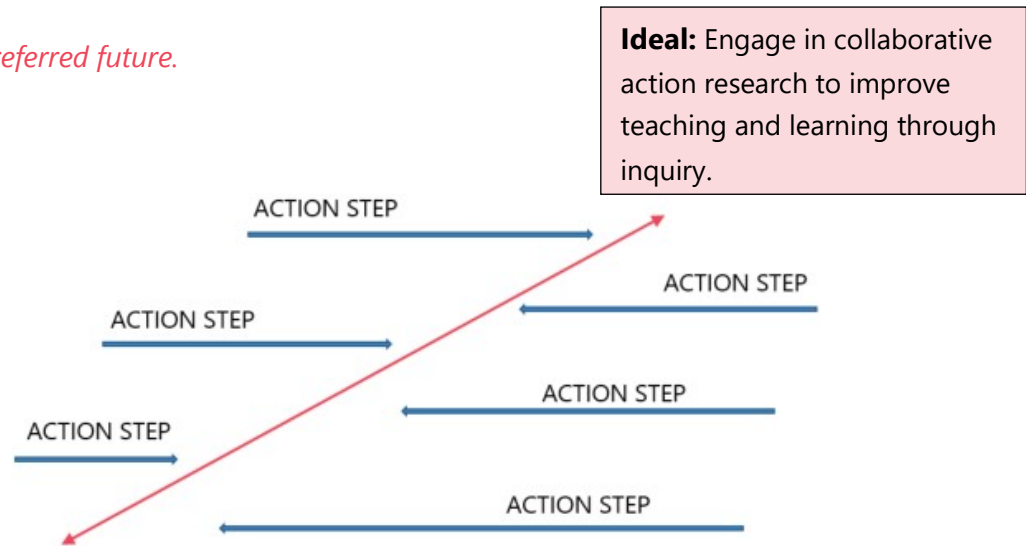 referred future.
Ideal: Engage in collaborative
action research to improve
teaching and learning through
inquiry.
ACTION STEP
ACTION STEP
ACTION STEP
ACTION STEP
ACTION STEP
ACTION STEP